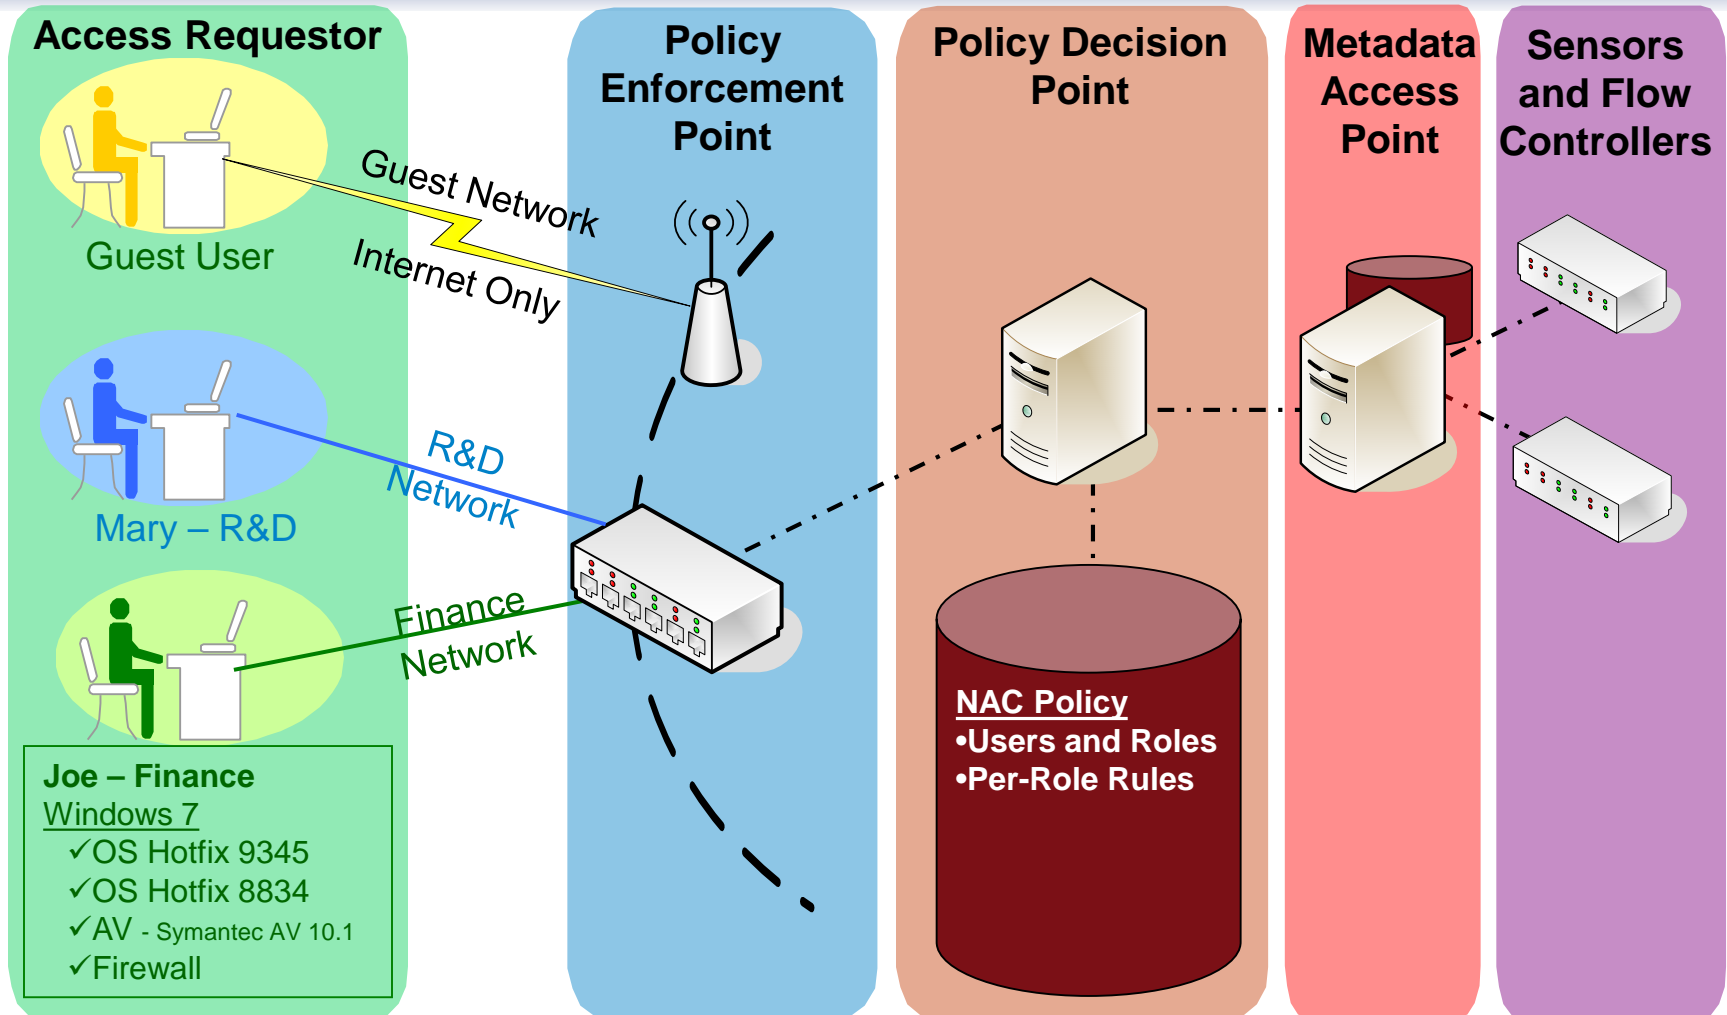 Access Requestor
Policy
Enforcement
Point
Policy Decision
Point
Metadata
Access
Point
Sensors
and Flow
Controllers
Guest User
Guest Network
Internet Only
Mary – R&D
R&D
Network
Finance
Network
Joe – Finance
Windows 7
✓OS Hotfix 9345
✓OS Hotfix 8834
✓AV - Symantec AV 10.1
✓Firewall
NAC Policy
•Users and Roles
•Per-Role Rules